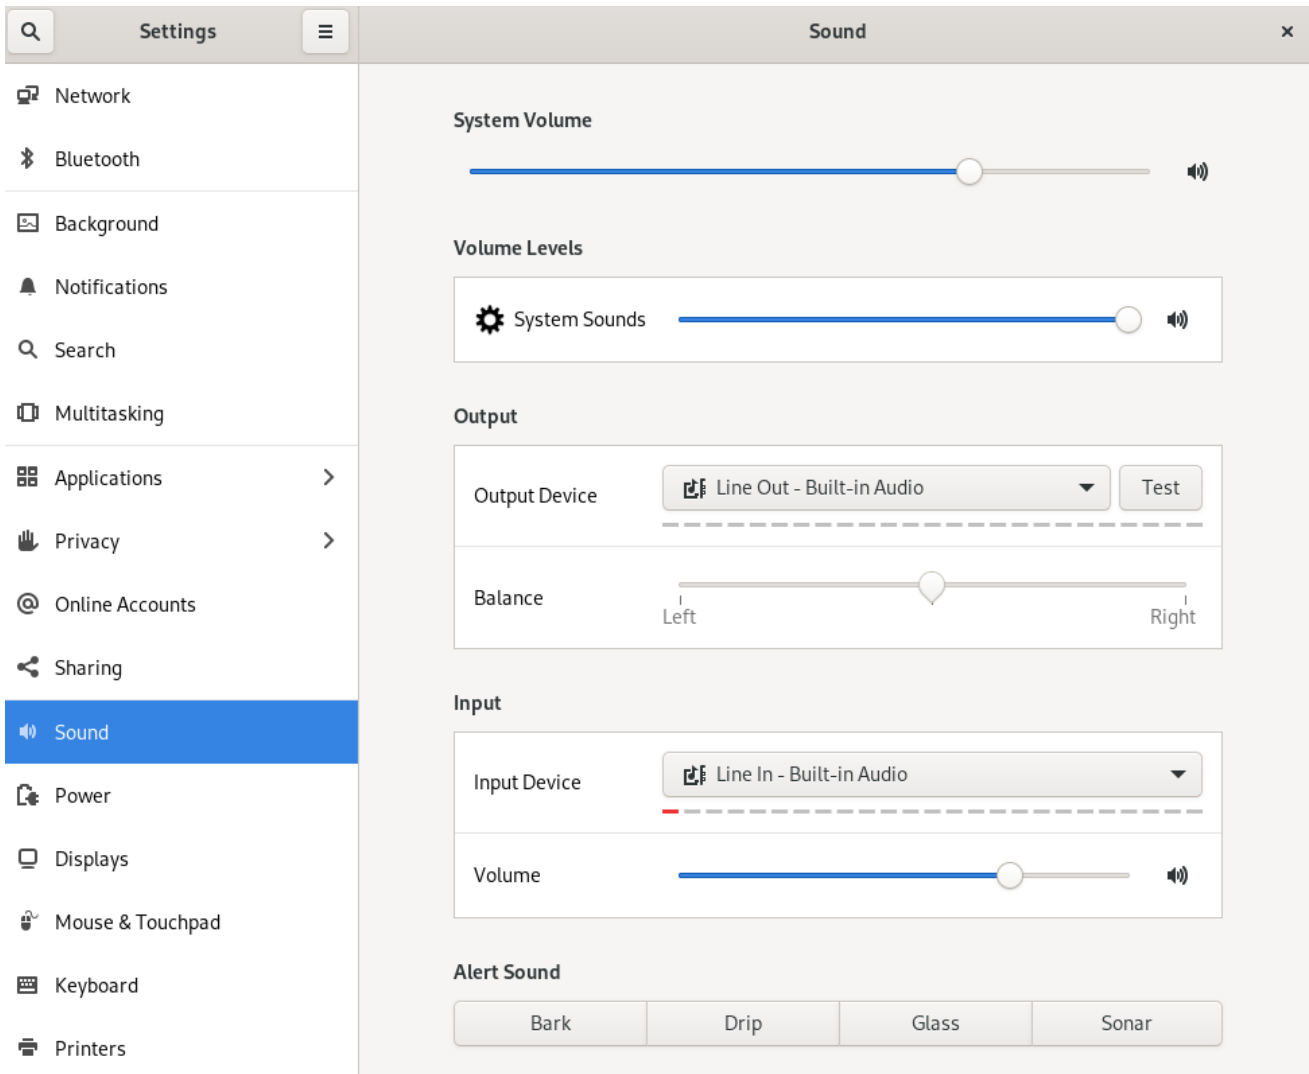 Settings
Sound
Network
Bluetooth
Background
Notifications
Search
Multitasking
Applications
Privacy
Online Accounts
Sharing
Sound
Power
Displays
Mouse & Touchpad
Keyboard
Printers
System Volume
Volume Levels
System Sounds
Output
Output Device
Line Out - Built-in Audio
Test
Balance
Left
Right
Input
Input Device
Line In - Built-in Audio
Volume
Alert Sound
Bark
Drip
Glass
Sonar